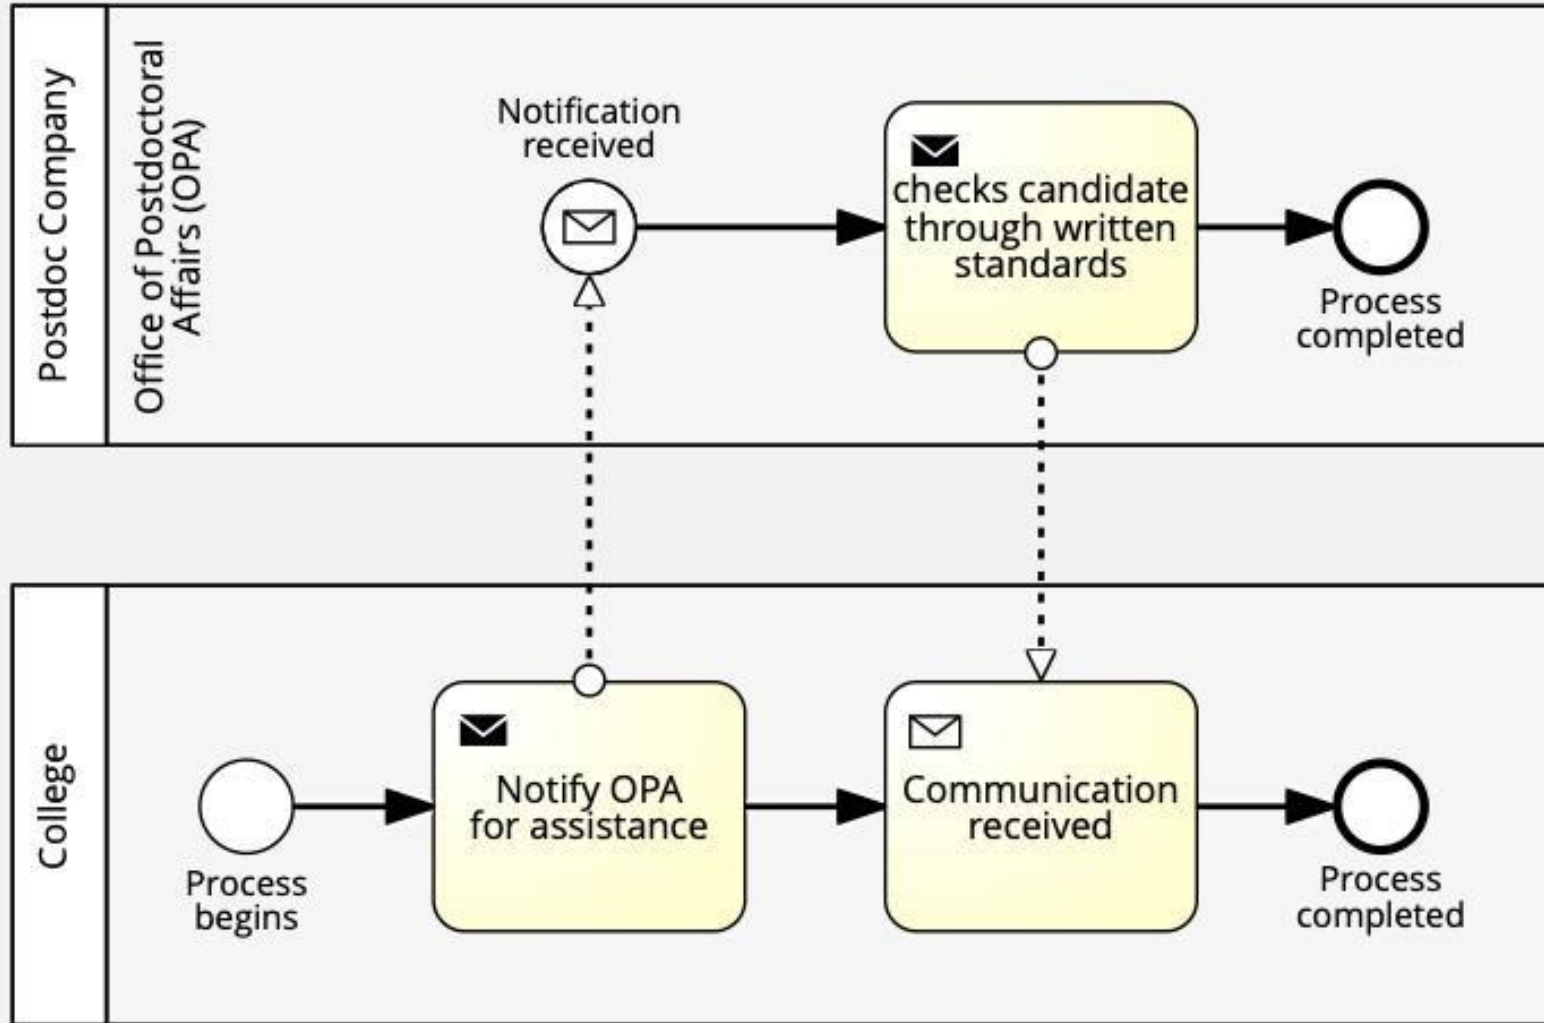 Postdoc Company
Office of Postdoctoral
Affairs (OPA)
Notification
received
checks candidate
through written
standards
Process
completed
College
Process
begins
Notify OPA
for assistance
Communication
received
Process
completed